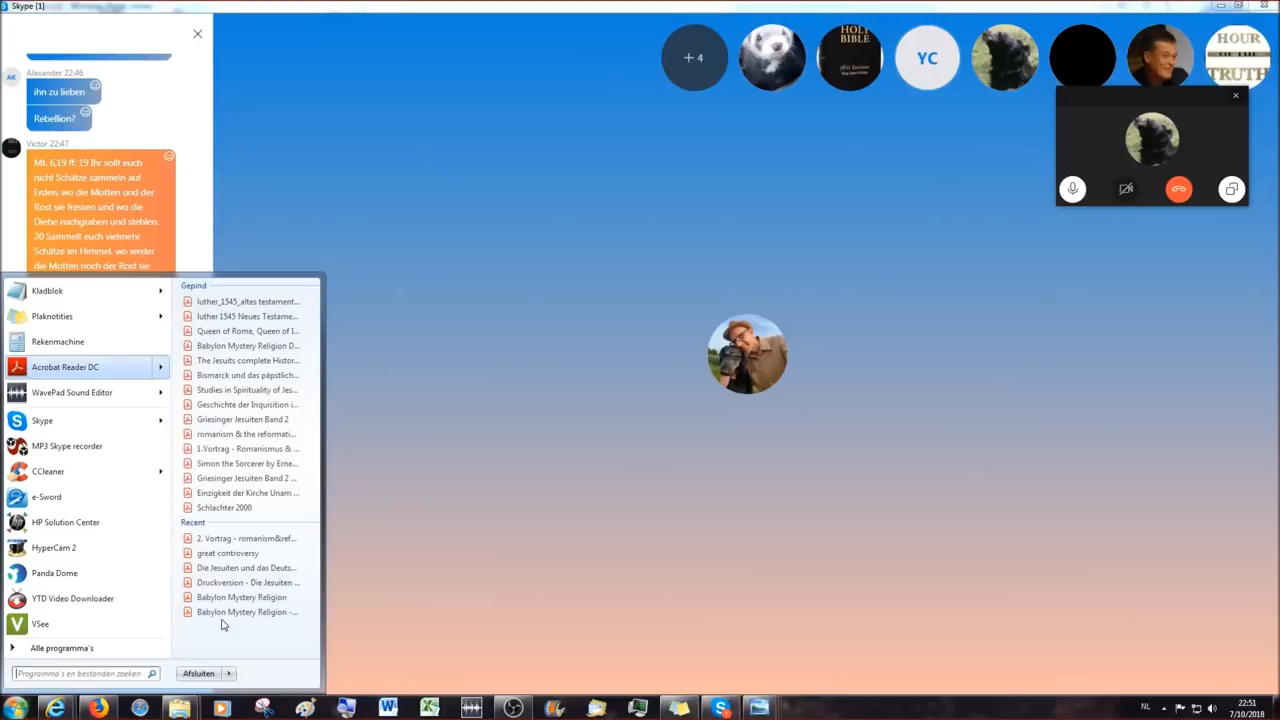 Skype [1]
Alexander 22:46
AK
ihn zu lieben
Rebellion?
Victor 22:47
Mt. 6,19 ff: 19 Ihr sollt euch
nicht Schätze sammeln auf
Erden, wo die Motten und der
Rost sie fressen und wo die
Diebe nachgraben und stehlen.
20 Sammelt euch vielmehr
Schätze im Himmel, wo weder
die Motten noch der Rost sie
+ 4
HOLY
BIBLE
YC
HOUR
OF THE
TRUTH
Kladblok
Plaknotities
Rekenmachine
Acrobat Reader DC
WavePad Sound Editor
Skype
MP3 Skype recorder
CCleaner
e-Sword
HP Solution Center
HyperCam 2
Panda Dome
YTD Video Downloader
VSee
Alle programma's
Programma's en bestanden zoeken
Afsluiten
Gepind
luther_1545_altes testament...
luther 1545 Neues Testame...
Queen of Rome, Queen of I...
Babylon Mystery Religion D...
The Jesuits complete Histor...
Bismarck und das päpstlich...
Studies in Spirituality of Jes...
Geschichte der Inquisition i...
Griesinger Jesuiten Band 2
romanism & the reformati...
1.Vortrag - Romanismus & ...
Simon the Sorcerer by Erne...
Griesinger Jesuiten Band 2 ...
Einzigkeit der Kirche Unam ...
Schlachter 2000
Recent
2. Vortrag - romanism&ref...
great controversy
Die Jesuiten und das Deuts...
Druckversion - Die Jesuiten ...
Babylon Mystery Religion
Babylon Mystery Religion -...
NL
22:51
7/10/2018